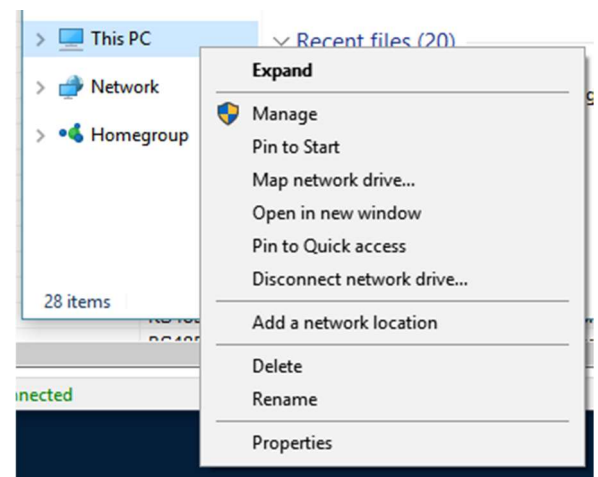 This PC
Recent files (20)
Expand
Network
Manage
Homegroup
Pin to Start
Map network drive...
Open in new window
Pin to Quick access
Disconnect network drive...
28 items
Add a network location
Delete
nnected
Rename
Properties